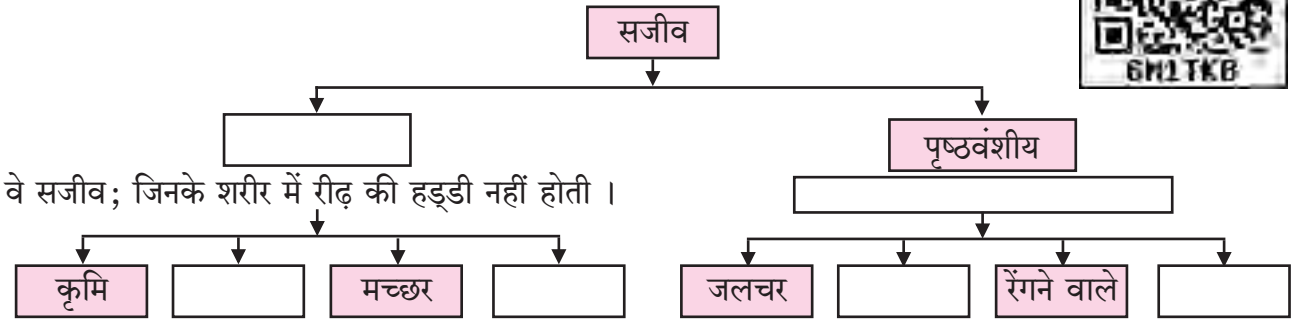 सजीव
6M1TKB
पृष्ठवंशीय
वे सजीव; जिनके शरीर में रीढ़ की हड्डी नहीं होती ।
कृमि
मच्छर
जलचर
रेंगने वाले